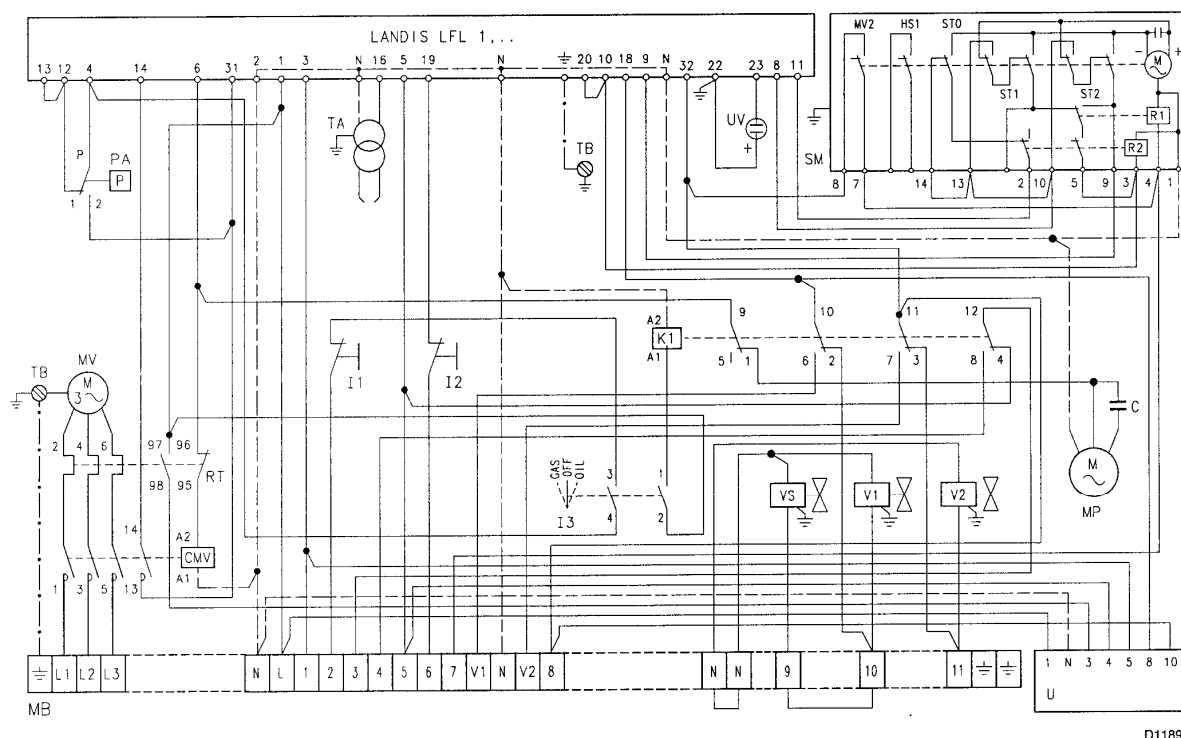 LANDIS LFL 1,..
13 12 4 14 6 31 2 1 3 N 16 5 19 N 20 10 18 9 N 32 22 23 8 11
MV2 HS1 ST0
ST1 ST2
M
- +
R1
R2
SM
8 7 14 13 2 10 5 9 3 4 1
TA
TB
UV
+
P PA
P
1 2
A2
K1
A1
9 10 11 12
5 1 6 2 7 3 8 4
I1 I2
MV
TB
M
3
2 4 6 97 96
98 95 RT
14
A2
CMV
A1
1 3 5 13
GAS
OFF
OIL
I3
3 1
4 2
VS V1 V2
C
M
MP
L1 L2 L3 N L 1 2 3 4 5 6 7 V1 N V2 8 N N 9 10 11
MB
1 N 3 4 5 8 10
U
D1189